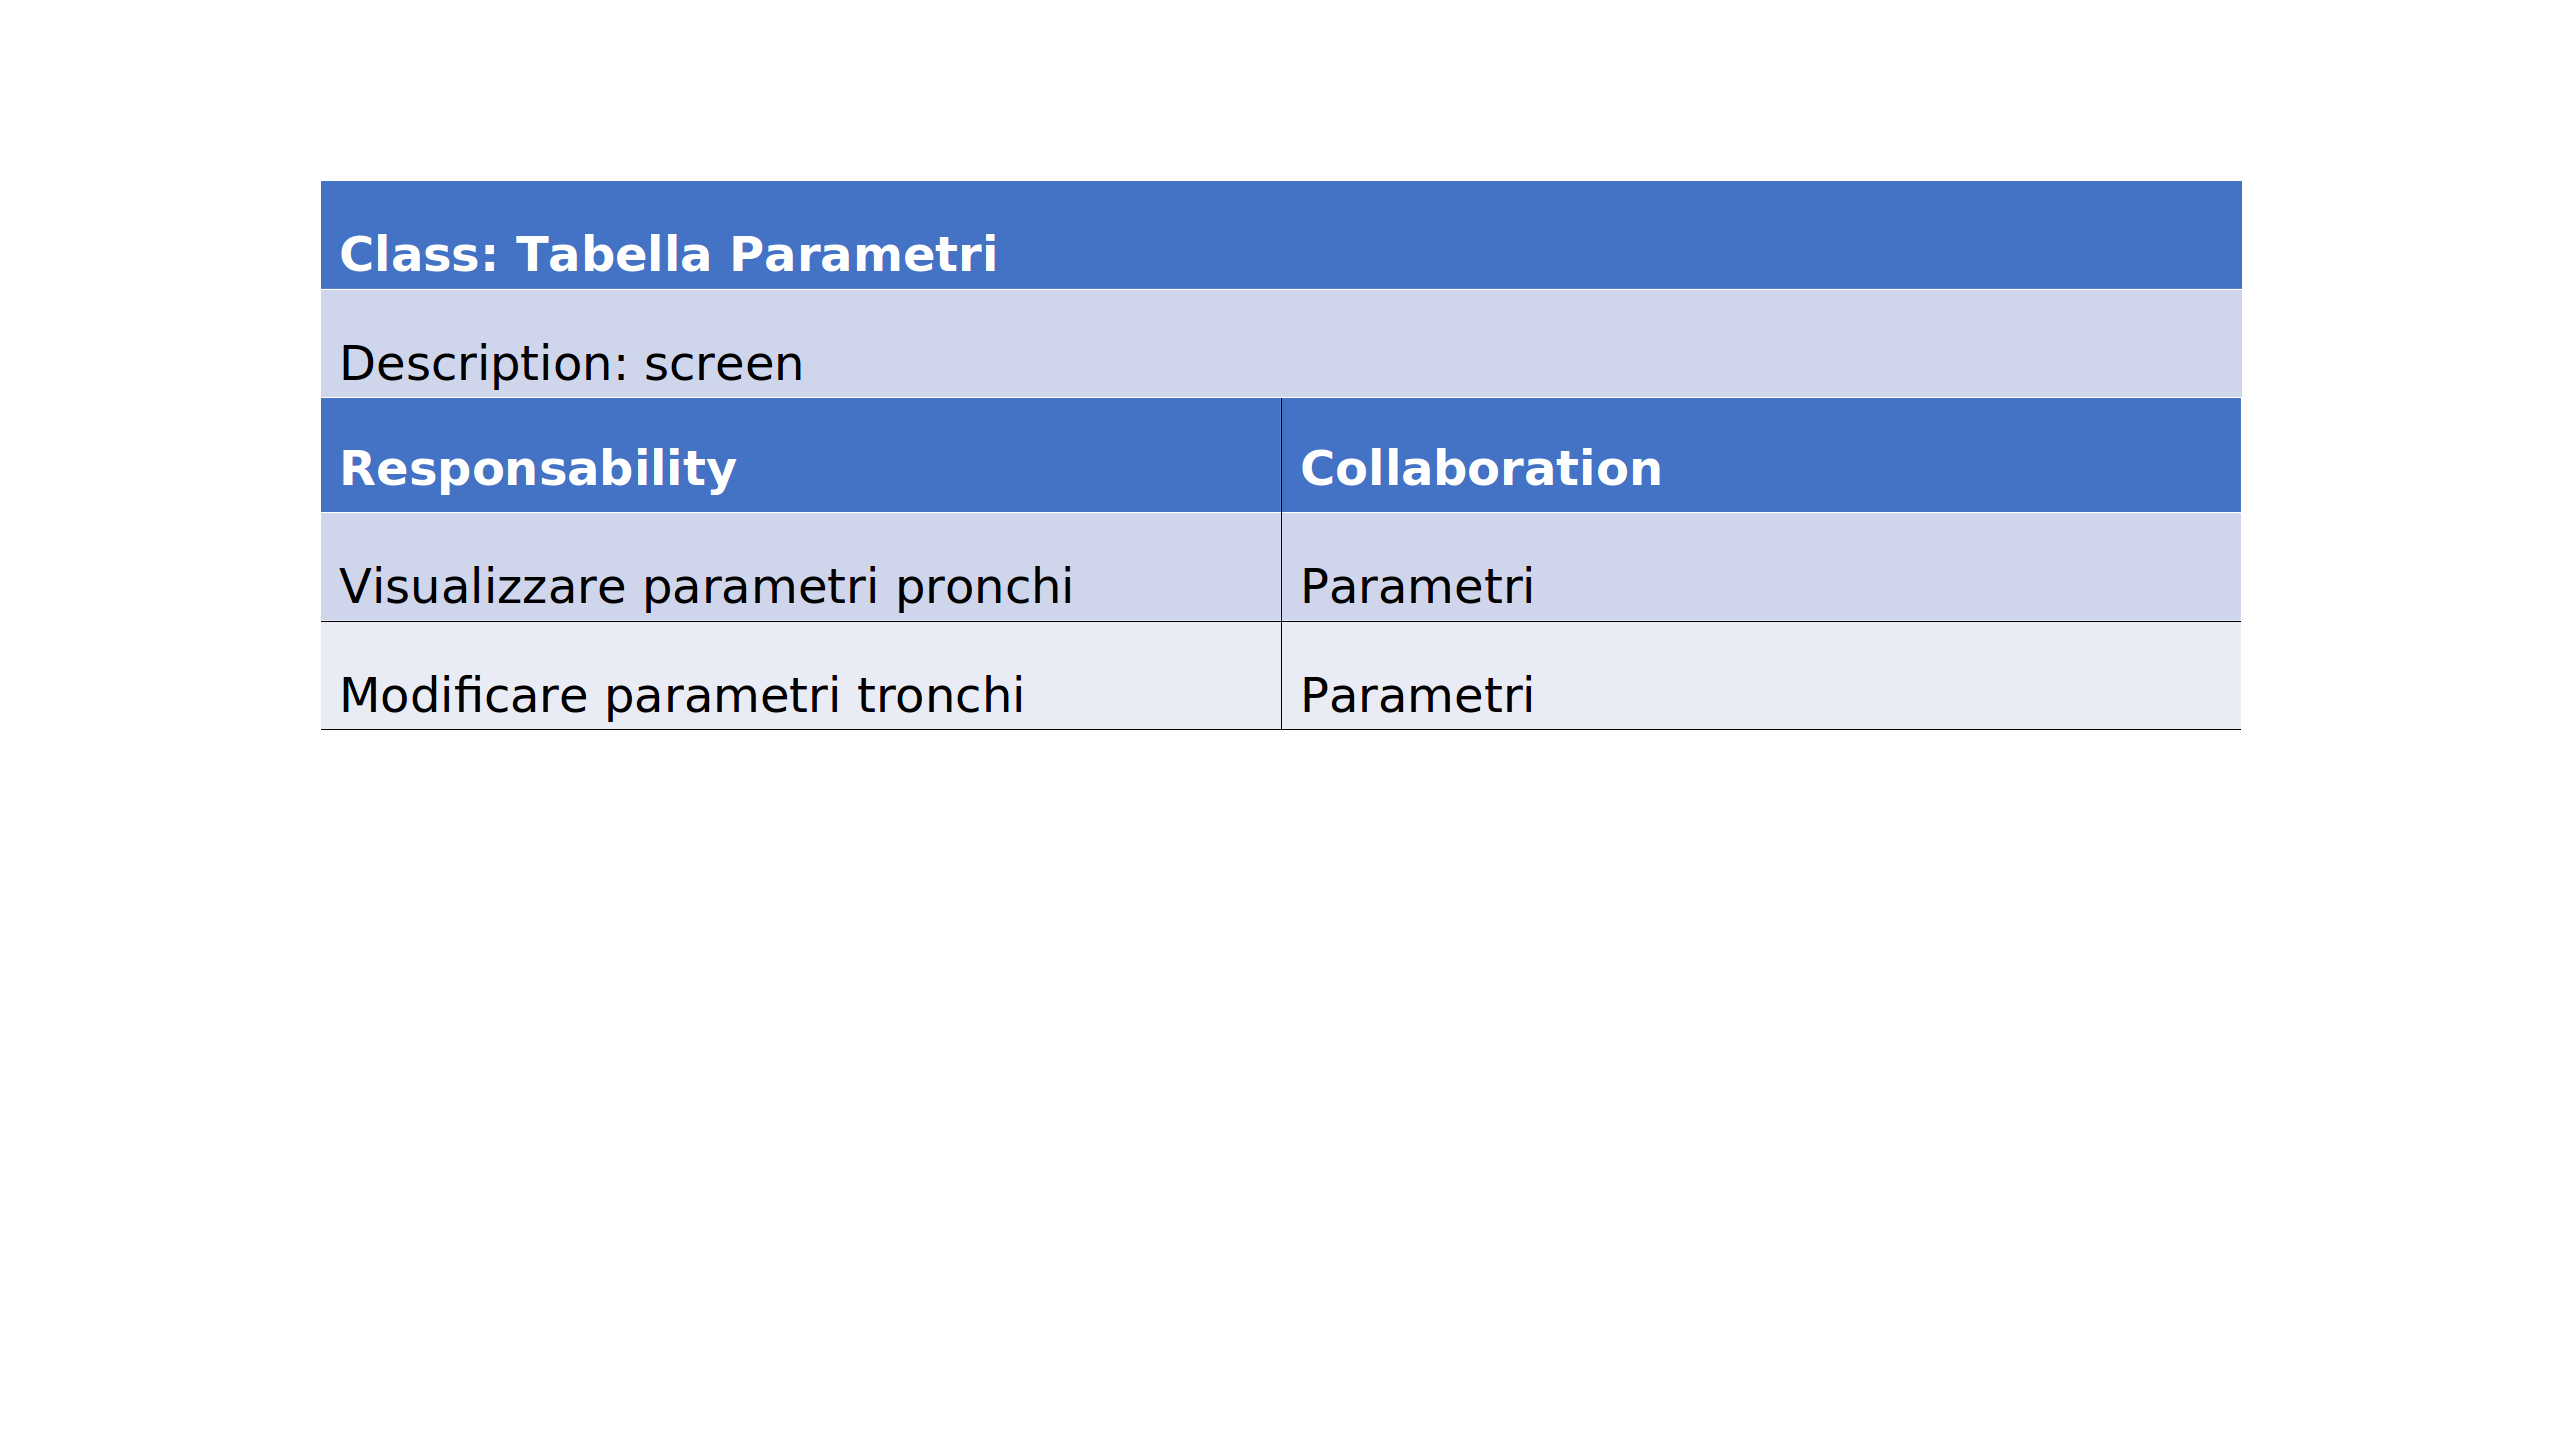 Class: Tabella Parametri
Description: screen
Responsability Collaboration
Visualizzare parametri pronchi Parametri
Modificare parametri tronchi Parametri